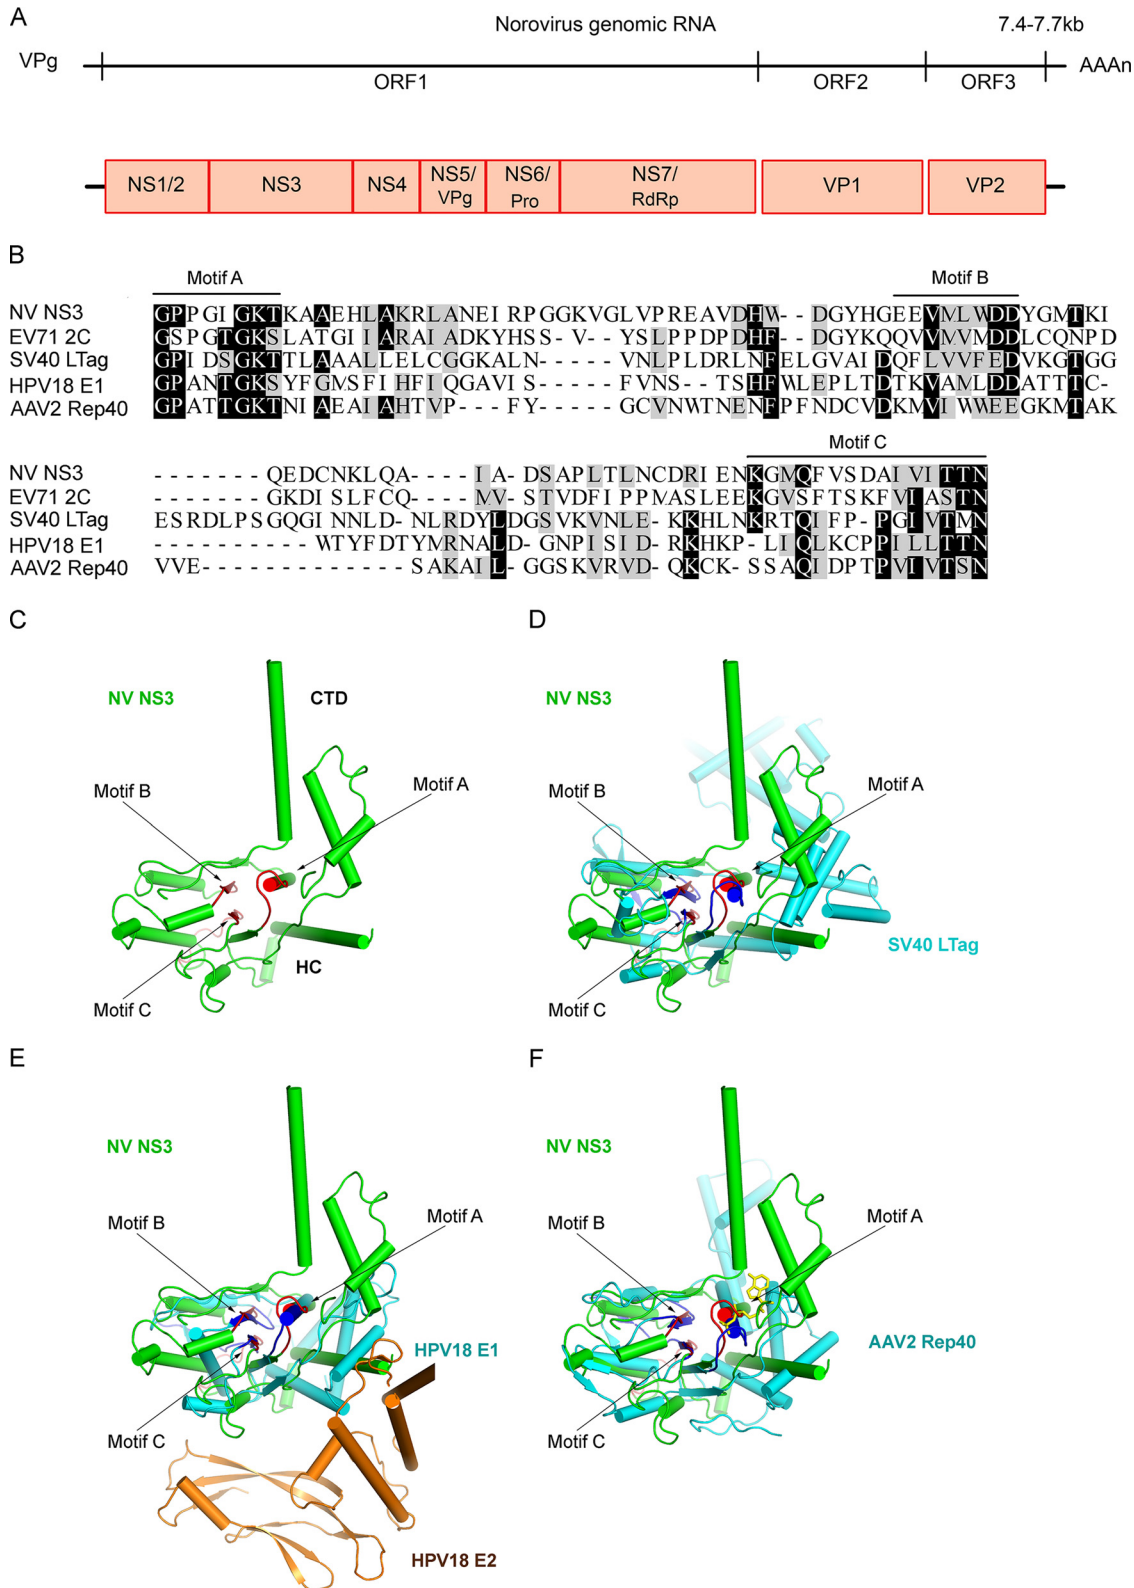 A
Norovirus genomic RNA
7.4-7.7kb
VPg
AAAn
ORF1
ORF2
ORF3
NS1/2
NS3
NS4
NS5/
VPg
NS6/
Pro
NS7/
RdRp
VP1
VP2
B
Motif A
Motif B
NV NS3 GPPGIGKTKAAEHLAKRLANEIRPGGKVGLVPREAVDHW--DGYHGEEVMLWDDYGMTKI
EV71 2C GSPGTGKSLATGIIARAIADKYHSS-V--YSLPPDPDHF--DGYKQQVVVMDDLCQNPD
SV40 LTag GPIDSGKTTLAAALLELCGGKALN-----VNLPLDRLNFELGVAIDQFLVVFEDVKGTGG
HPV18 E1 GPANTGKSYFGMSFIHFIQGAVIS-----FVNS--TSHFWLEPLTDTKVAMLDDATTTC-
AAV2 Rep40 GPATTGKTNIAEAIAHTVP---FY-----GCVNWTNENFPFNDCVDKMVIWWEEGKMTAK
Motif C
NV NS3 -------QEDCNKLQA----IA-DSAPLTLNCDRIENKGMQFVSDAIVITTN
EV71 2C -------GKDISLFCQ----MV-STVDFIPPMASLEEKGVSFTSKFVIASTN
SV40 LTag ESRDLPSGQGINNLD-NLRDYLDGSVKVNLE-KKHLNKRTQIFP-PGIVTMN
HPV18 E1 ----------WTYFDTYMRNALD-GNPISID-RKHKP-LIQLKCPPILLTTN
AAV2 Rep40 VVE-------------SAKAIL-GGSKVRVD-QKCK-SSAQIDPTPVIVTSN
C
NV NS3
CTD
Motif B
Motif A
HC
Motif C
D
NV NS3
Motif B
Motif A
SV40 LTag
Motif C
E
NV NS3
Motif B
Motif A
HPV18 E1
Motif C
HPV18 E2
F
NV NS3
Motif B
Motif A
AAV2 Rep40
Motif C